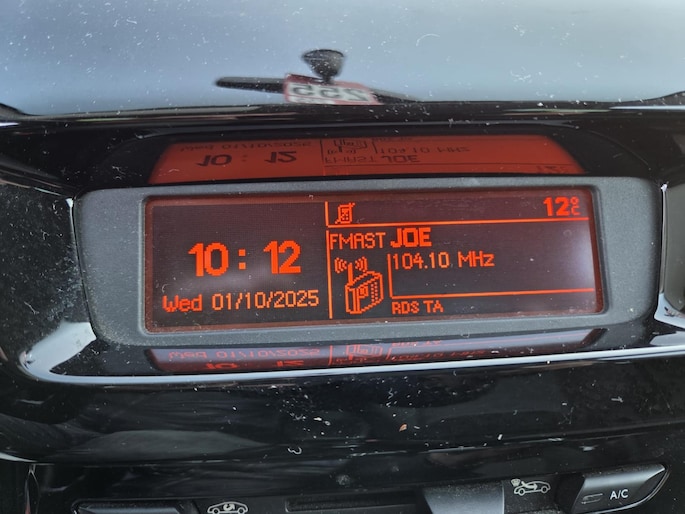 12°C
10:12
Wed 01/10/2025
FMAST JOE
104.10 MHz
RDS TA
A/C